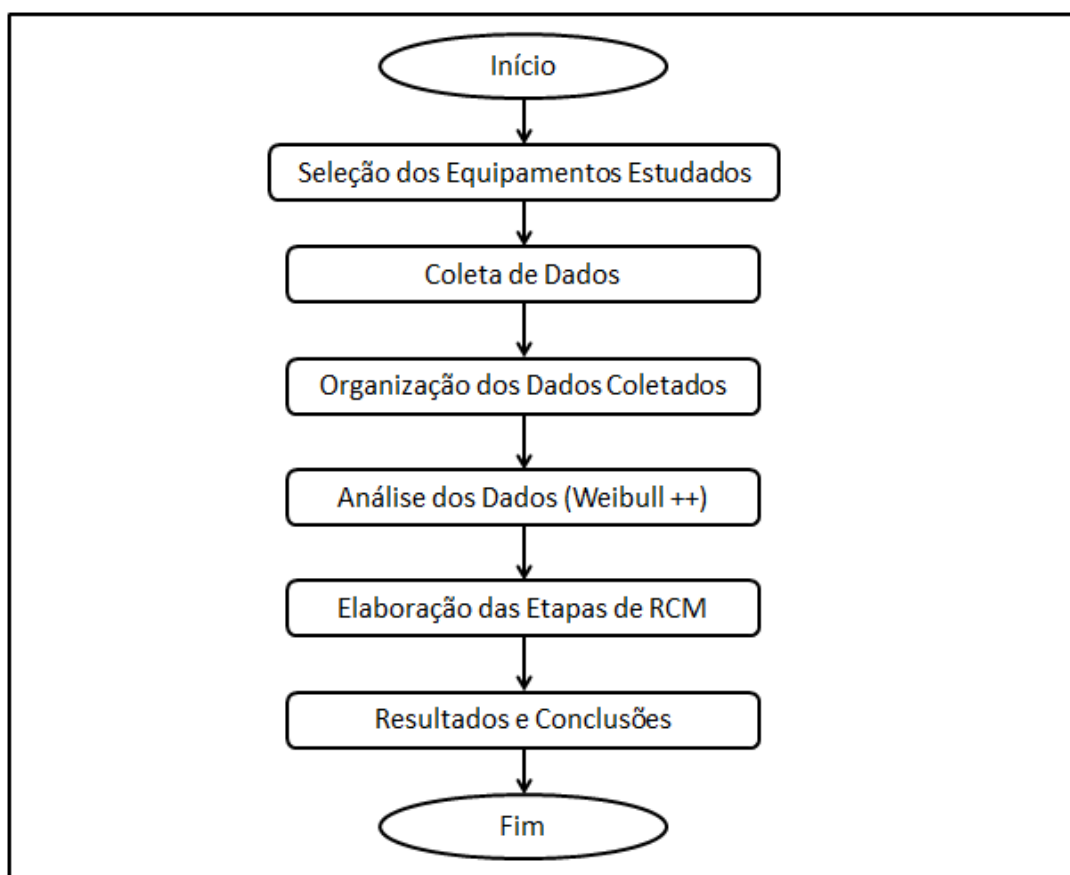 Início
Seleção dos Equipamentos Estudados
Coleta de Dados
Organização dos Dados Coletados
Análise dos Dados (Weibull ++)
Elaboração das Etapas de RCM
Resultados e Conclusões
Fim